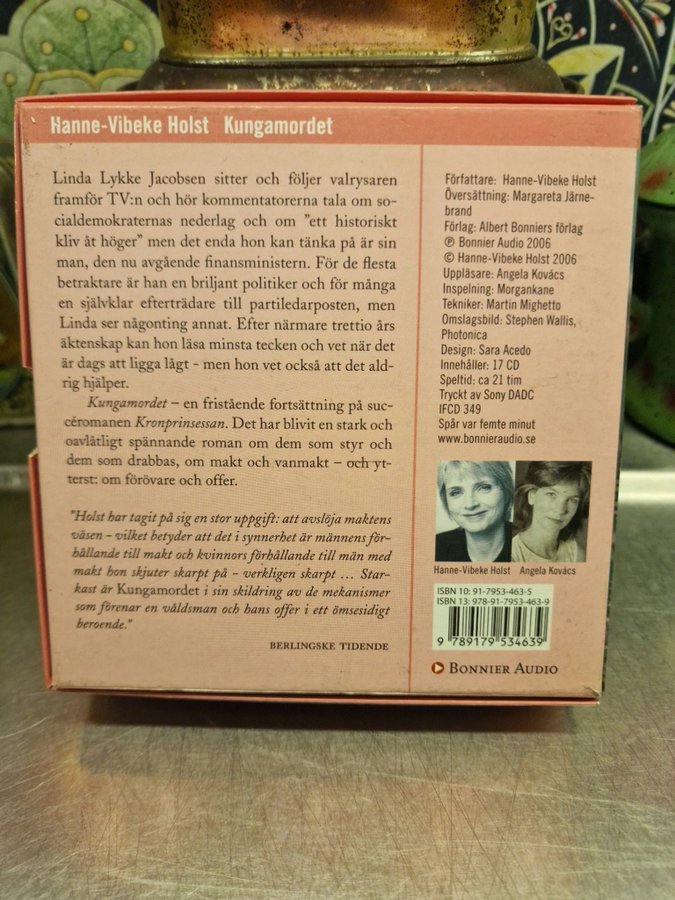 Hanne-Vibeke Holst Kungamordet
Linda Lykke Jacobsen sitter och följer valrysaren
framför TV:n och hör kommentatorerna tala om so-
cialdemokraternas nederlag och om "ett historiskt
kliv åt höger" men det enda hon kan tänka på är sin
man, den nu avgående finansministern. För de flesta
betraktare är han en briljant politiker och för många
en självklar efterträdare till partiledarposten, men
Linda ser någonting annat. Efter närmare trettio års
äktenskap kan hon läsa minsta tecken och vet när det
är dags att ligga lågt - men hon vet också att det ald-
rig hjälper.
Kungamordet – en fristående fortsättning på suc-
céromanen Kronprinsessan. Det har blivit en stark och
oavlåtligt spännande roman om dem som styr och
dem som drabbas, om makt och vanmakt – och yt-
terst: om förövare och offer.
"Holst har tagit på sig en stor uppgift: att avslöja maktens
väsen - vilket betyder att det i synnerhet är männens för-
hållande till makt och kvinnors förhållande till män med
makt hon skjuter skarpt på - verkligen skarpt ... Star-
kast är Kungamordet i sin skildring av de mekanismer
som förenar en våldsman och hans offer i ett ömsesidigt
beroende."
BERLINGSKE TIDENDE
Författare: Hanne-Vibeke Holst
Översättning: Margareta Järne-
brand
Förlag: Albert Bonniers förlag
℗ Bonnier Audio 2006
© Hanne-Vibeke Holst 2006
Uppläsare: Angela Kovács
Inspelning: Morgankane
Tekniker: Martin Mighetto
Omslagsbild: Stephen Wallis,
Photonica
Design: Sara Acedo
Innehåller: 17 CD
Speltid: ca 21 tim
Tryckt av Sony DADC
IFCD 349
Spår var femte minut
www.bonnieraudio.se
Hanne-Vibeke Holst Angela Kovács
ISBN 10: 91-7953-463-5
ISBN 13: 978-91-7953-463-9
9 789179 534639
BONNIER AUDIO